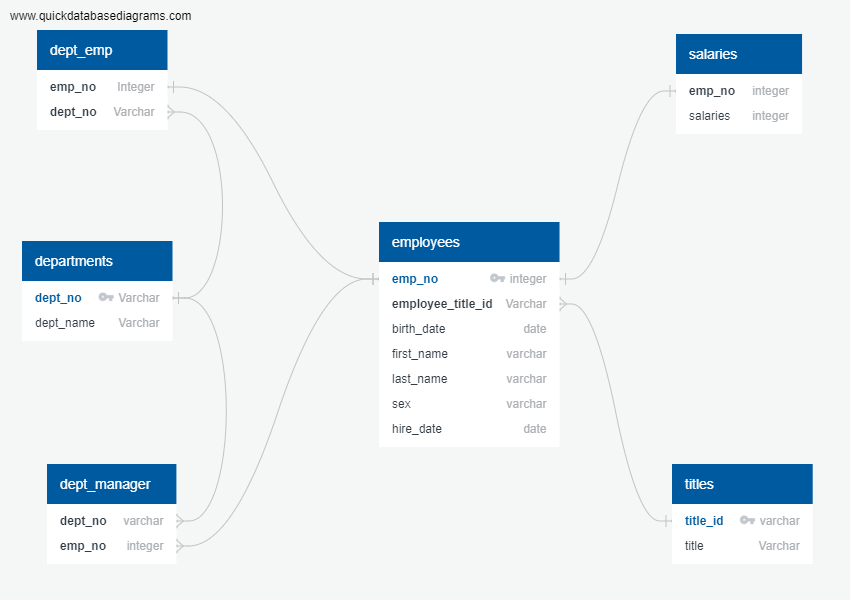 www.quickdatabasediagrams.com
dept_emp
emp_no Integer
dept_no Varchar
salaries
emp_no integer
salaries integer
departments
dept_no Varchar
dept_name Varchar
employees
emp_no integer
employee_title_id Varchar
birth_date date
first_name varchar
last_name varchar
sex varchar
hire_date date
dept_manager
dept_no varchar
emp_no integer
titles
title_id varchar
title Varchar